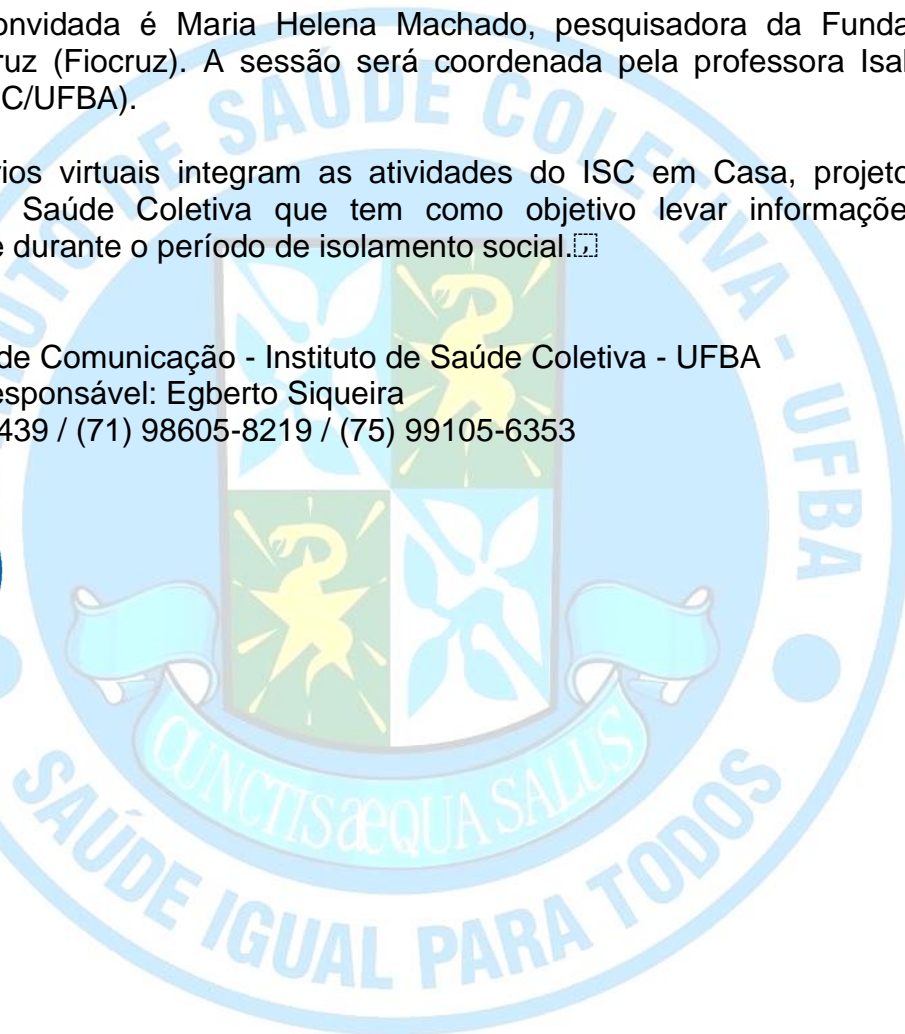 onvidada é Maria Helena Machado, pesquisadora da Funda
ruz (Fiocruz). A sessão será coordenada pela professora Isal
C/UFBA).
rios virtuais integram as atividades do ISC em Casa, projeto
Saúde Coletiva que tem como objetivo levar informaçõe
e durante o período de isolamento social.
de Comunicação - Instituto de Saúde Coletiva - UFBA
esponsável: Egberto Siqueira
439 / (71) 98605-8219 / (75) 99105-6353
DE SAÚDE COLETIVA - UFBA
CUNCTIS ÆQUA SALUS
SAÚDE IGUAL PARA TODOS